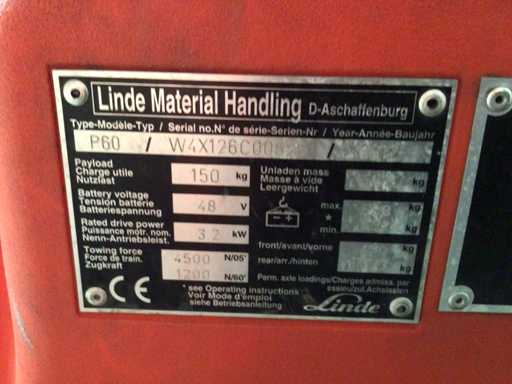 Linde Material Handling D-Aschaffenburg
Type-Modèle-Typ / Serial no.N° de série-Serien-Nr / Year-Année-Baujahr
P60 / W4X126C00 /
Payload
Charge utile
Nutzlast
150 kg
Unladen mass
Masse à vide
Leergewicht
kg
Battery voltage
Tension batterie
Batteriespannung
48 V
max. kg
*
min. kg
Rated drive power
Puissance motr. nom.
Nenn-Antriebsleist.
3.2 kW
front/avant/vorne kg
Towing force
Force de train.
Zugkraft
4500 N/05'
1200 N/60'
rear/arr./hinten kg
Perm. axle loadings/Charges admiss. par
essieu/zul.Achslasten
CE
* see Operating instructions
Voir Mode d'emploi
siehe Betriebsanleitung
Linde